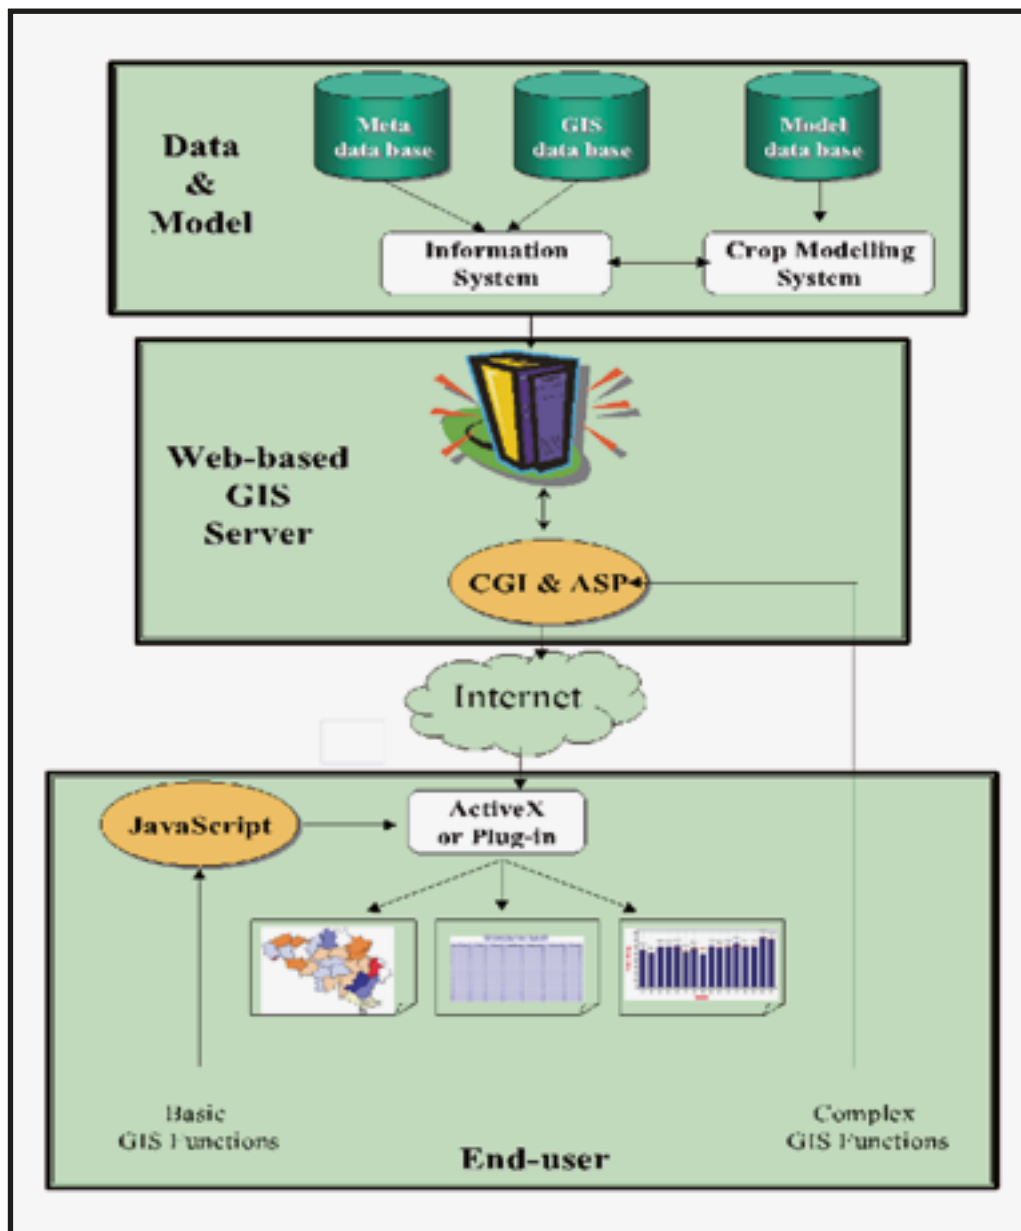 Data
&
Model
Meta
data base
GIS
data base
Model
data base
Information
System
Crop Modelling
System
Web-based
GIS
Server
CGI & ASP
Internet
JavaScript
ActiveX
or Plug-in
Basic
GIS Functions
Complex
GIS Functions
End-user